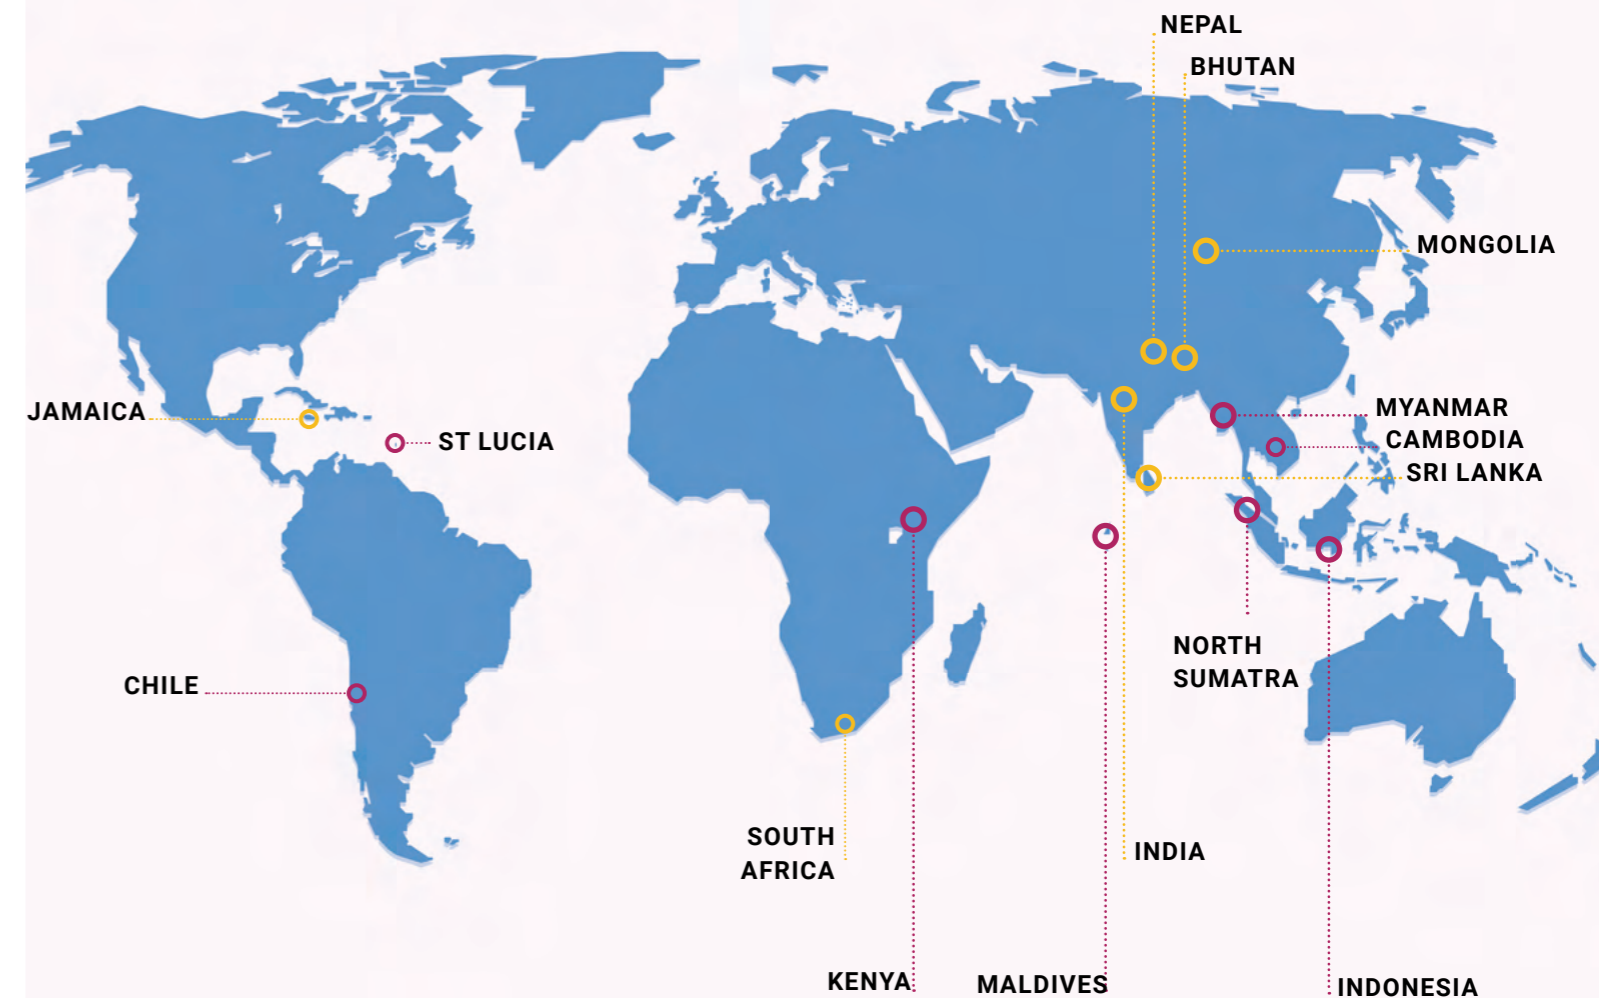 NEPAL
BHUTAN
MONGOLIA
JAMAICA
MYANMAR
ST LUCIA
CAMBODIA
SRI LANKA
NORTH
SUMATRA
CHILE
SOUTH
AFRICA
INDIA
KENYA
MALDIVES
INDONESIA